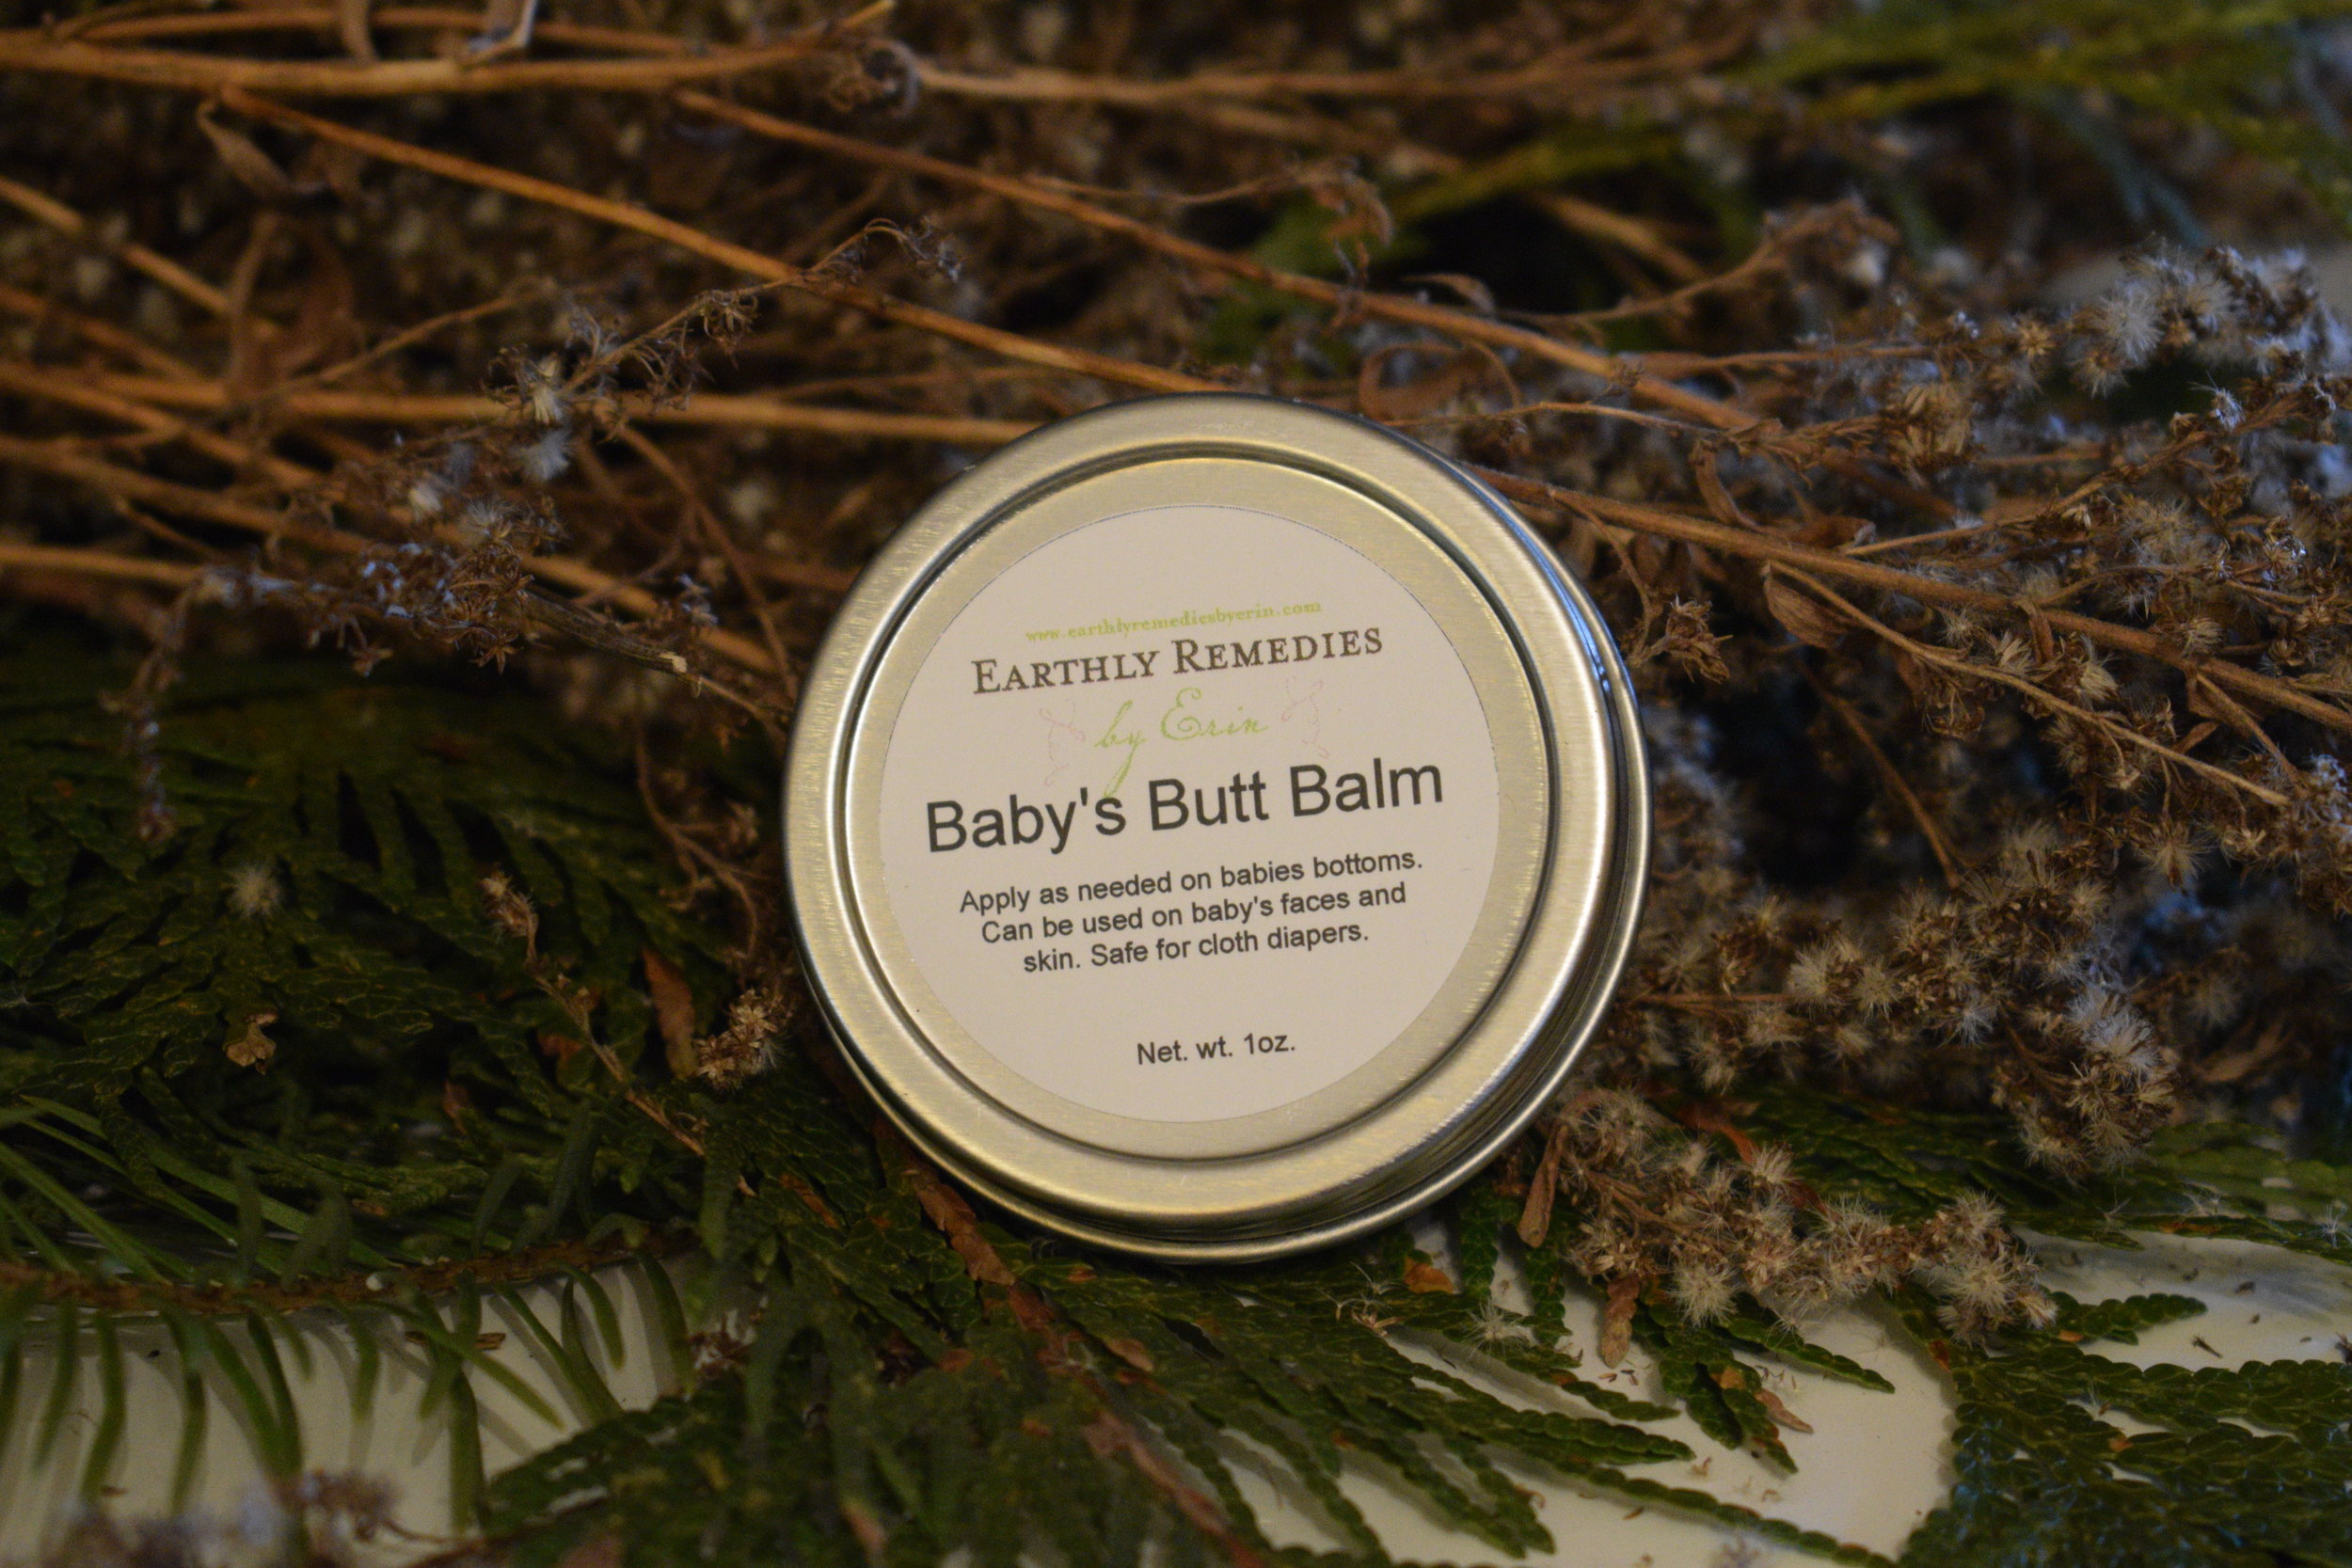 www.earthlyremediesbyerin.com
EARTHLY REMEDIES
by Erin
Baby's Butt Balm
Apply as needed on babies bottoms.
Can be used on baby's faces and
skin. Safe for cloth diapers.
Net. wt. 1oz.